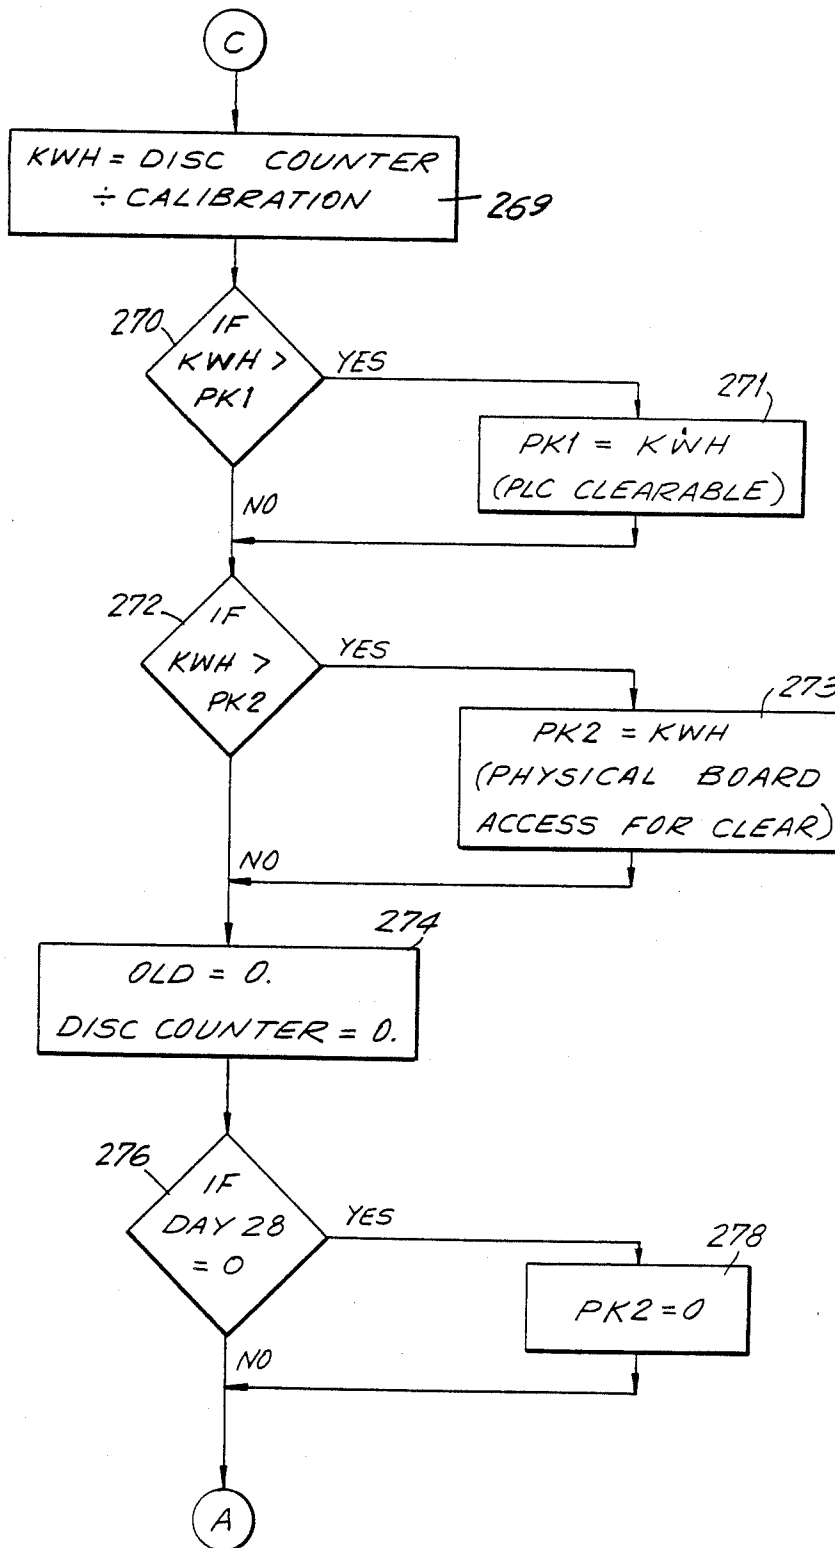 C
KWH = DISC COUNTER
÷ CALIBRATION
269
270
IF
KWH >
PK1
YES
271
PK1 = KWH
(PLC CLEARABLE)
NO
272
IF
KWH >
PK2
YES
273
PK2 = KWH
(PHYSICAL BOARD
ACCESS FOR CLEAR)
NO
274
OLD = 0.
DISC COUNTER = 0.
276
IF
DAY 28
= 0
YES
278
PK2 = 0
NO
A